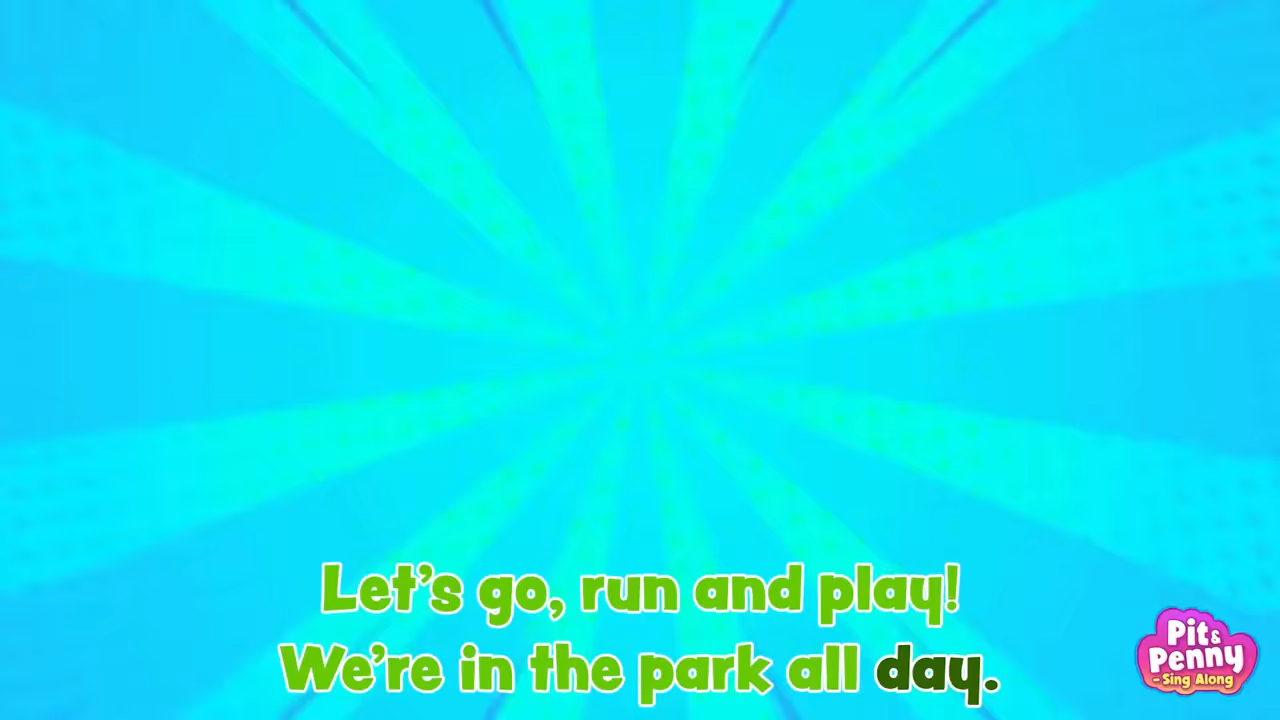 Let's go, run and play!
We're in the park all day.
Pit &
Penny
- Sing Along